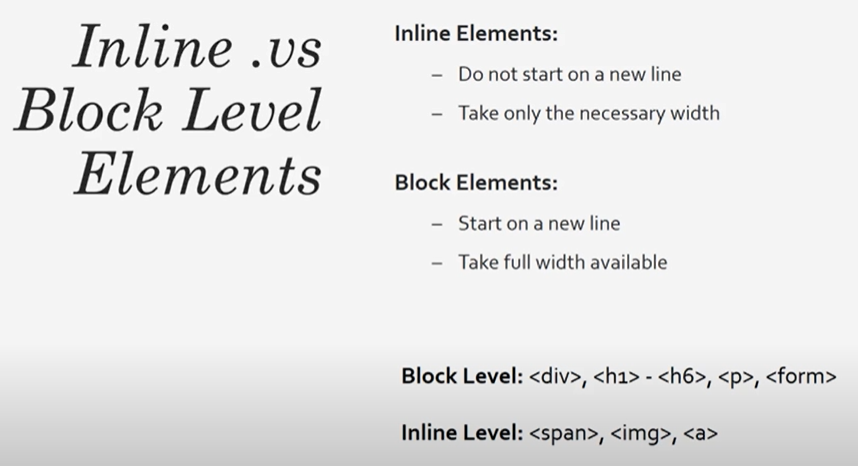 Inline .vs
Block Level
Elements
Inline Elements:
– Do not start on a new line
– Take only the necessary width
Block Elements:
– Start on a new line
– Take full width available
Block Level: <div>, <h1> - <h6>, <p>, <form>
Inline Level: <span>, <img>, <a>